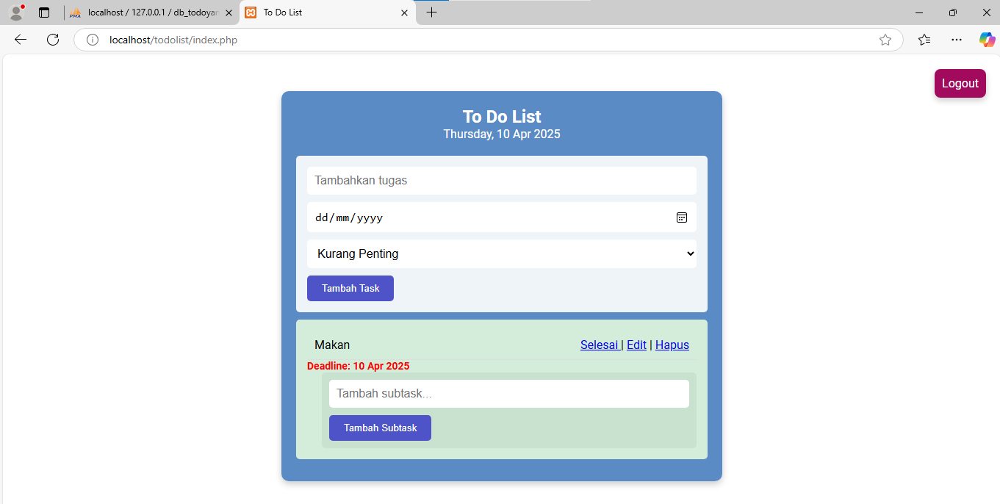 localhost / 127.0.0.1 / db_todoyan
To Do List
localhost/todolist/index.php
Logout
To Do List
Thursday, 10 Apr 2025
Tambahkan tugas
dd/mm/yyyy
Kurang Penting
Tambah Task
Makan Selesai | Edit | Hapus
Deadline: 10 Apr 2025
Tambah subtask...
Tambah Subtask